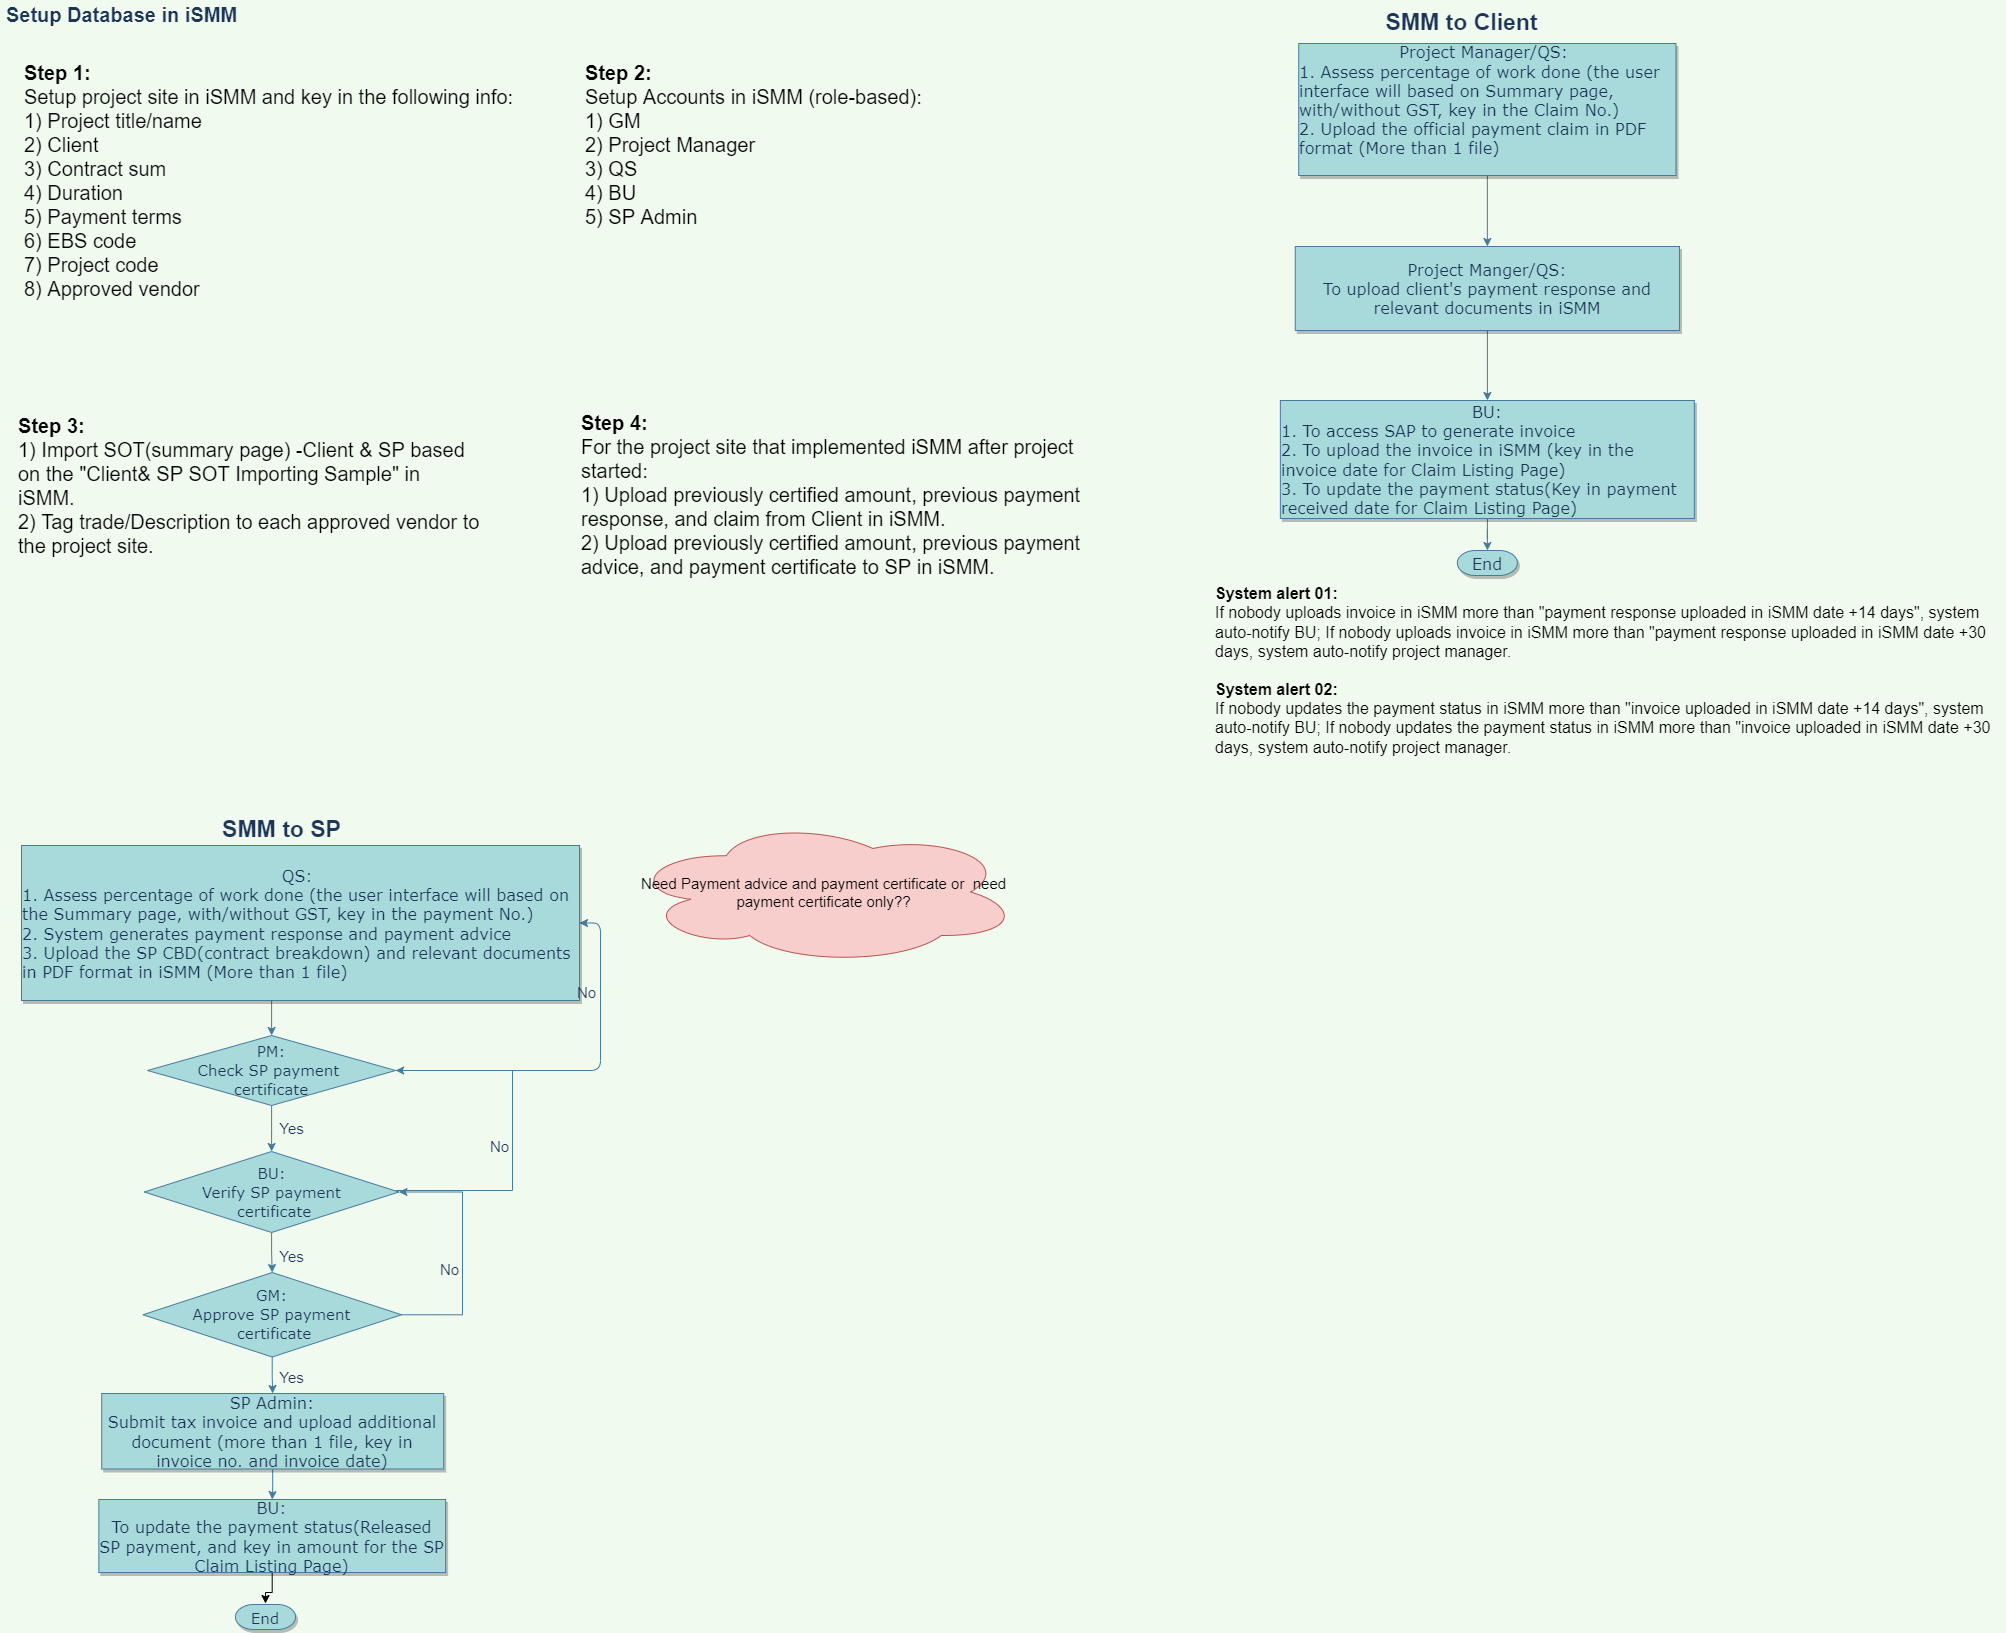 Setup Database in iSMM
Step 1:
Setup project site in iSMM and key in the following info:
1) Project title/name
2) Client
3) Contract sum
4) Duration
5) Payment terms
6) EBS code
7) Project code
8) Approved vendor
Step 2:
Setup Accounts in iSMM (role-based):
1) GM
2) Project Manager
3) QS
4) BU
5) SP Admin
Step 3:
1) Import SOT(summary page) -Client & SP based
on the "Client& SP SOT Importing Sample" in
iSMM.
2) Tag trade/Description to each approved vendor to
the project site.
Step 4:
For the project site that implemented iSMM after project
started:
1) Upload previously certified amount, previous payment
response, and claim from Client in iSMM.
2) Upload previously certified amount, previous payment
advice, and payment certificate to SP in iSMM.
SMM to Client
Project Manager/QS:
1. Assess percentage of work done (the user
interface will based on Summary page,
with/without GST, key in the Claim No.)
2. Upload the official payment claim in PDF
format (More than 1 file)
Project Manger/QS:
To upload client's payment response and
relevant documents in iSMM
BU:
1. To access SAP to generate invoice
2. To upload the invoice in iSMM (key in the
invoice date for Claim Listing Page)
3. To update the payment status(Key in payment
received date for Claim Listing Page)
End
System alert 01:
If nobody uploads invoice in iSMM more than "payment response uploaded in iSMM date +14 days", system
auto-notify BU; If nobody uploads invoice in iSMM more than "payment response uploaded in iSMM date +30
days, system auto-notify project manager.
System alert 02:
If nobody updates the payment status in iSMM more than "invoice uploaded in iSMM date +14 days", system
auto-notify BU; If nobody updates the payment status in iSMM more than "invoice uploaded in iSMM date +30
days, system auto-notify project manager.
SMM to SP
QS:
1. Assess percentage of work done (the user interface will based on
the Summary page, with/without GST, key in the payment No.)
2. System generates payment response and payment advice
3. Upload the SP CBD(contract breakdown) and relevant documents
in PDF format in iSMM (More than 1 file)
Need Payment advice and payment certificate or need
payment certificate only??
No
PM:
Check SP payment
certificate
Yes
No
BU:
Verify SP payment
certificate
Yes
No
GM:
Approve SP payment
certificate
Yes
SP Admin:
Submit tax invoice and upload additional
document (more than 1 file, key in
invoice no. and invoice date)
BU:
To update the payment status(Released
SP payment, and key in amount for the SP
Claim Listing Page)
End